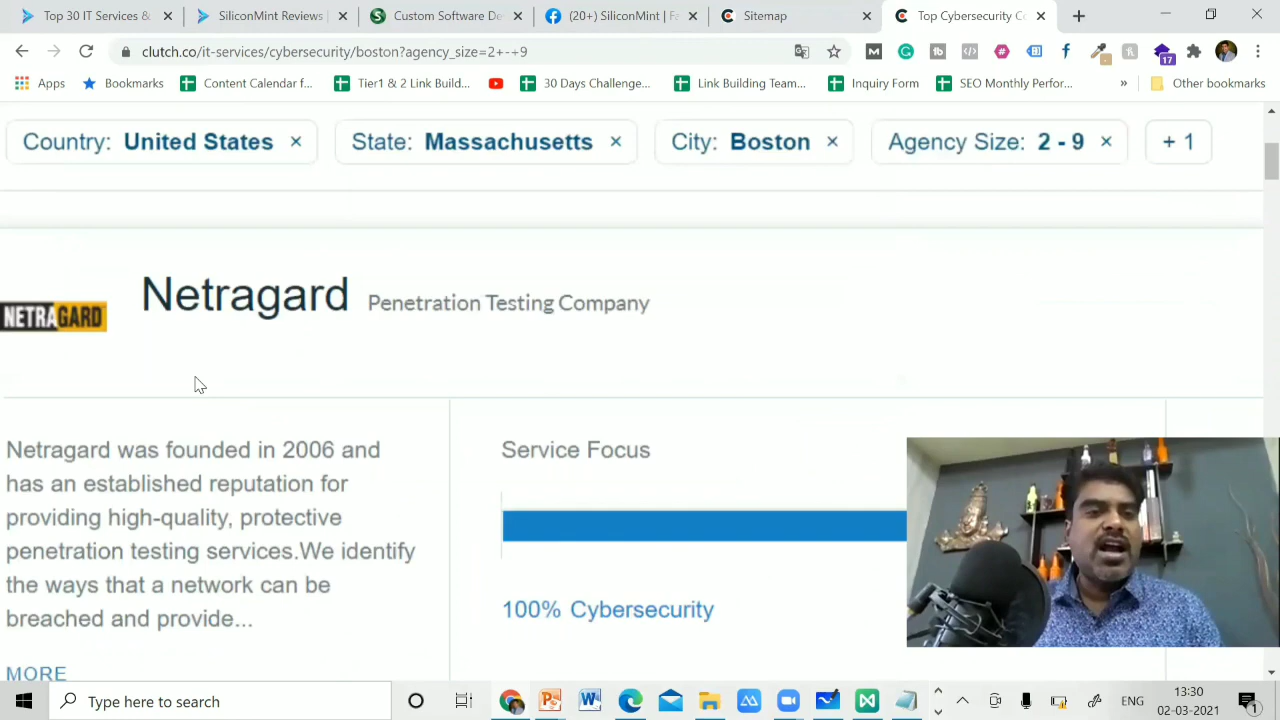 Top 30 IT Services &
SiliconMint Reviews
Custom Software De
(20+) SiliconMint | Fa
Sitemap
Top Cybersecurity Co
clutch.co/it-services/cybersecurity/boston?agency_size=2+-+9
17
Apps
Bookmarks
Content Calendar f...
Tier1 & 2 Link Build...
30 Days Challenge...
Link Building Team...
Inquiry Form
SEO Monthly Perfor...
»
Other bookmarks
Country: United States ×
State: Massachusetts ×
City: Boston ×
Agency Size: 2 - 9 ×
+ 1
NETRAGARD
Netragard Penetration Testing Company
Netragard was founded in 2006 and
has an established reputation for
providing high-quality, protective
penetration testing services.We identify
the ways that a network can be
breached and provide...
MORE
Service Focus
100% Cybersecurity
Type here to search
ENG
13:30
02-03-2021
1